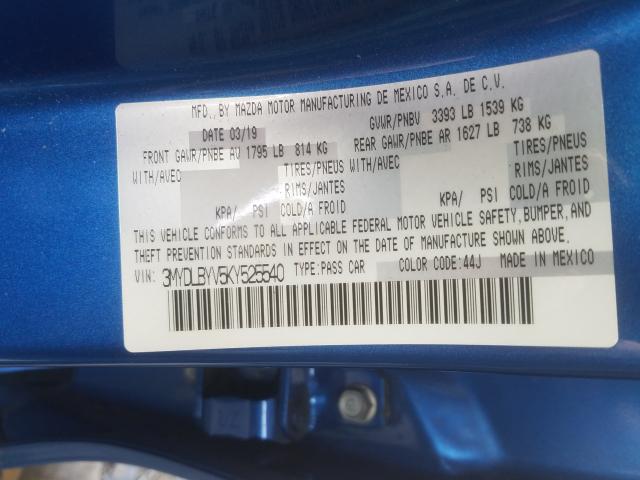 MFD. BY MAZDA MOTOR MANUFACTURING DE MEXICO S.A. DE C.V.
DATE 03/19 GVWR/PNBV 3393 LB 1539 KG
FRONT GAWR/PNBE AV 1795 LB 814 KG REAR GAWR/PNBE AR 1627 LB 738 KG
WITH/AVEC TIRES/PNEUS WITH/AVEC TIRES/PNEUS
RIMS/JANTES RIMS/JANTES
KPA/ PSI COLD/A FROID KPA/ PSI COLD/A FROID
THIS VEHICLE CONFORMS TO ALL APPLICABLE FEDERAL MOTOR VEHICLE SAFETY, BUMPER, AND
THEFT PREVENTION STANDARDS IN EFFECT ON THE DATE OF MANUFACTURE SHOWN ABOVE.
VIN: 3MYDLBYV5KY525540 TYPE:PASS CAR COLOR CODE:44J MADE IN MEXICO